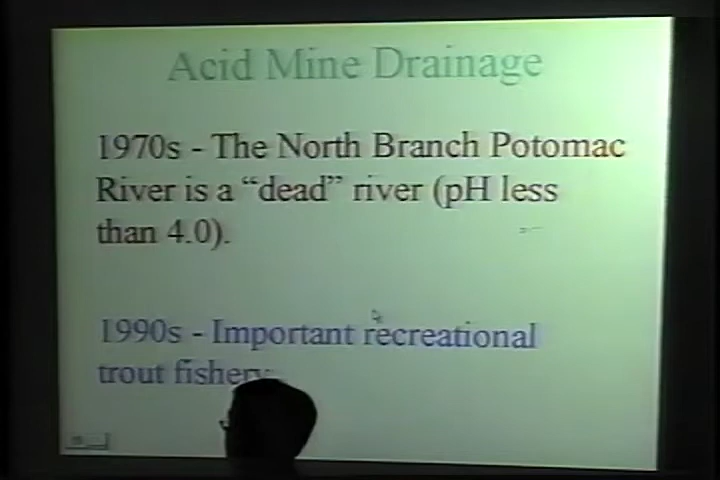 Acid Mine Drainage
1970s - The North Branch Potomac
River is a “dead” river (pH less
than 4.0).
1990s - Important recreational
trout fishery